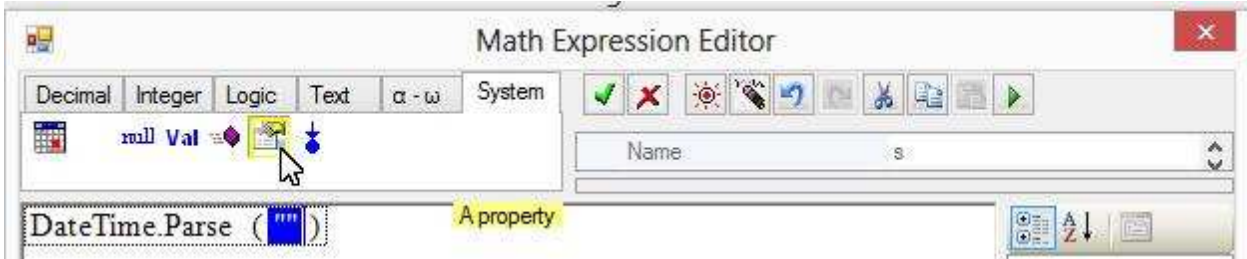 Math Expression Editor
Decimal Integer Logic Text α - ω System
null Val
Name s
A property
DateTime.Parse ("")
A
Z